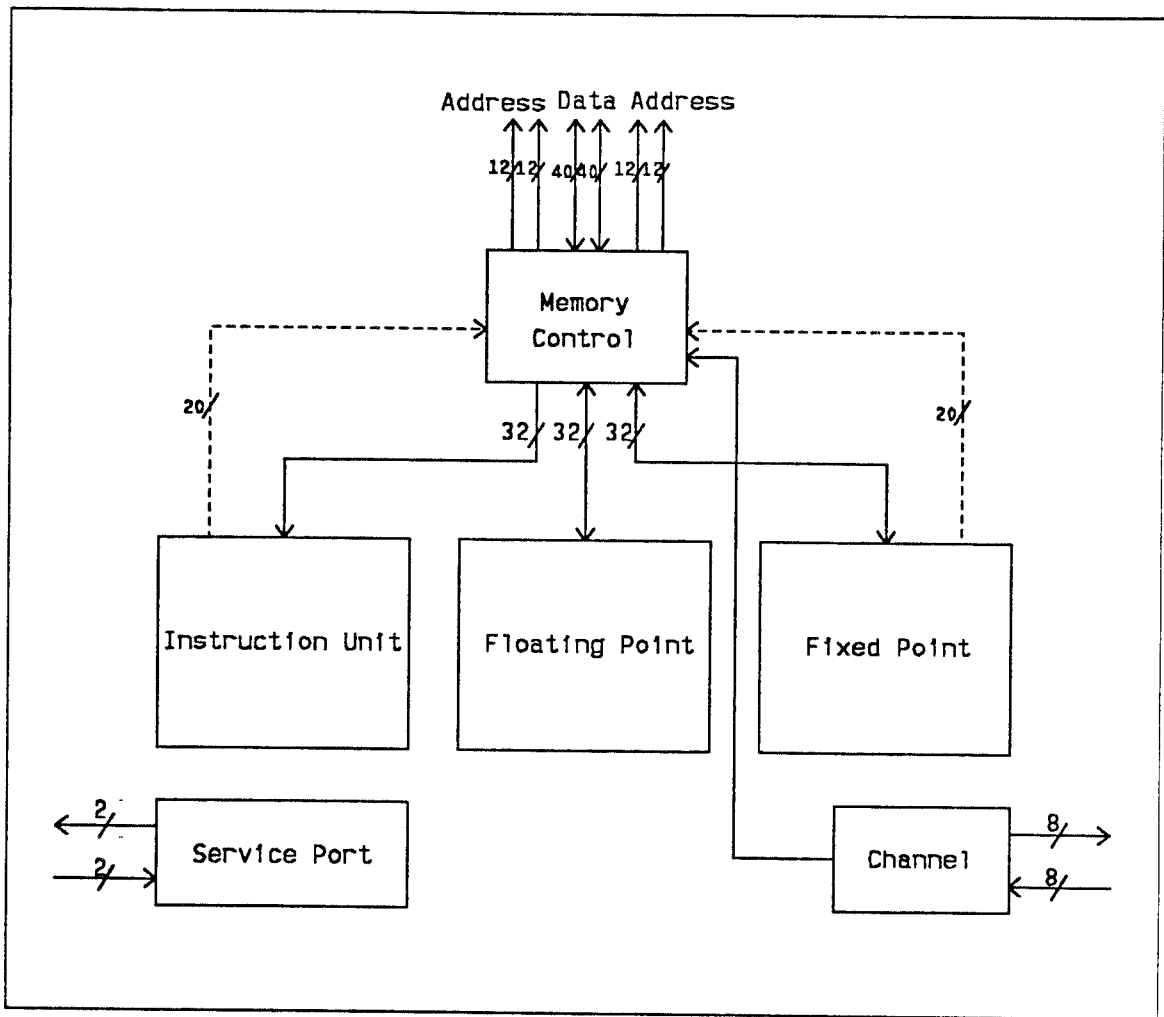 Address Data Address
12 12 40 40 12 12
Memory
Control
20
20
32 32 32
Instruction Unit
Floating Point
Fixed Point
2
2
Service Port
Channel
8
8